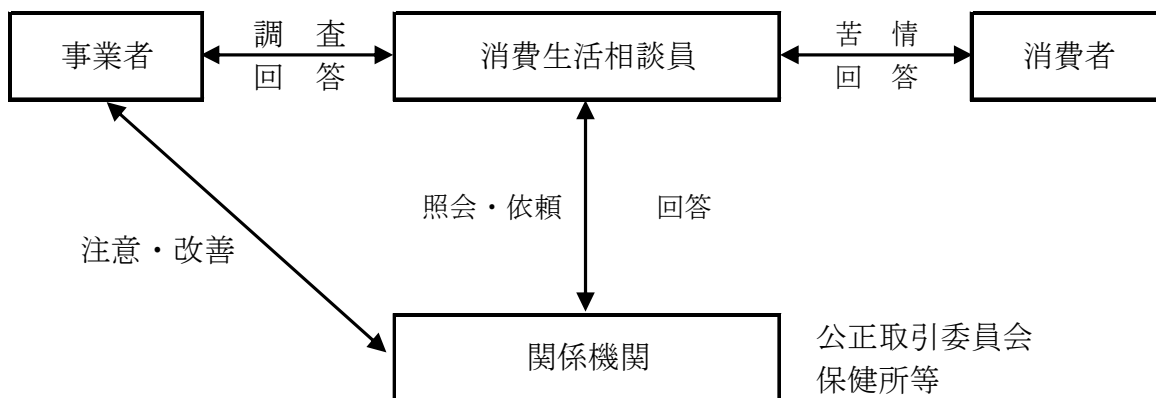 事業者
調 査
回 答
消費生活相談員
苦 情
回 答
消費者
照会・依頼
回答
注意・改善
関係機関
公正取引委員会
保健所等